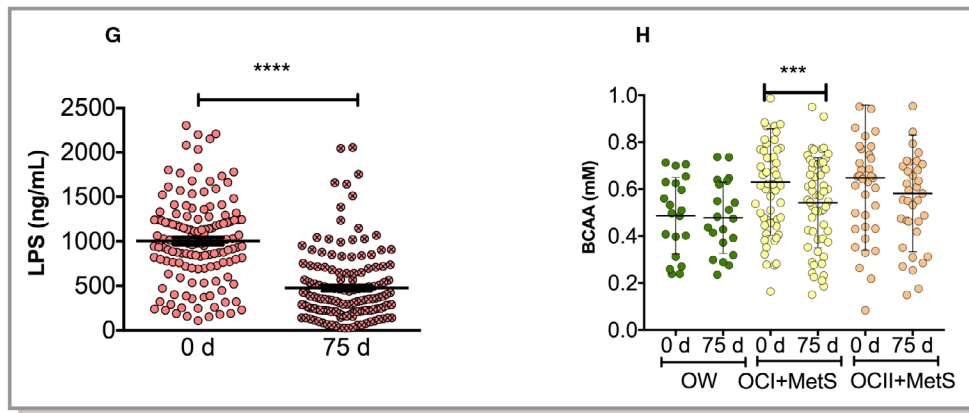 G
****
LPS (ng/mL)
2500
2000
1500
1000
500
0
0 d 75 d
H
***
BCAA (mM)
1.0
0.8
0.6
0.4
0.2
0.0
0 d 75 d 0 d 75 d 0 d 75 d
OW OCI+MetS OCII+MetS